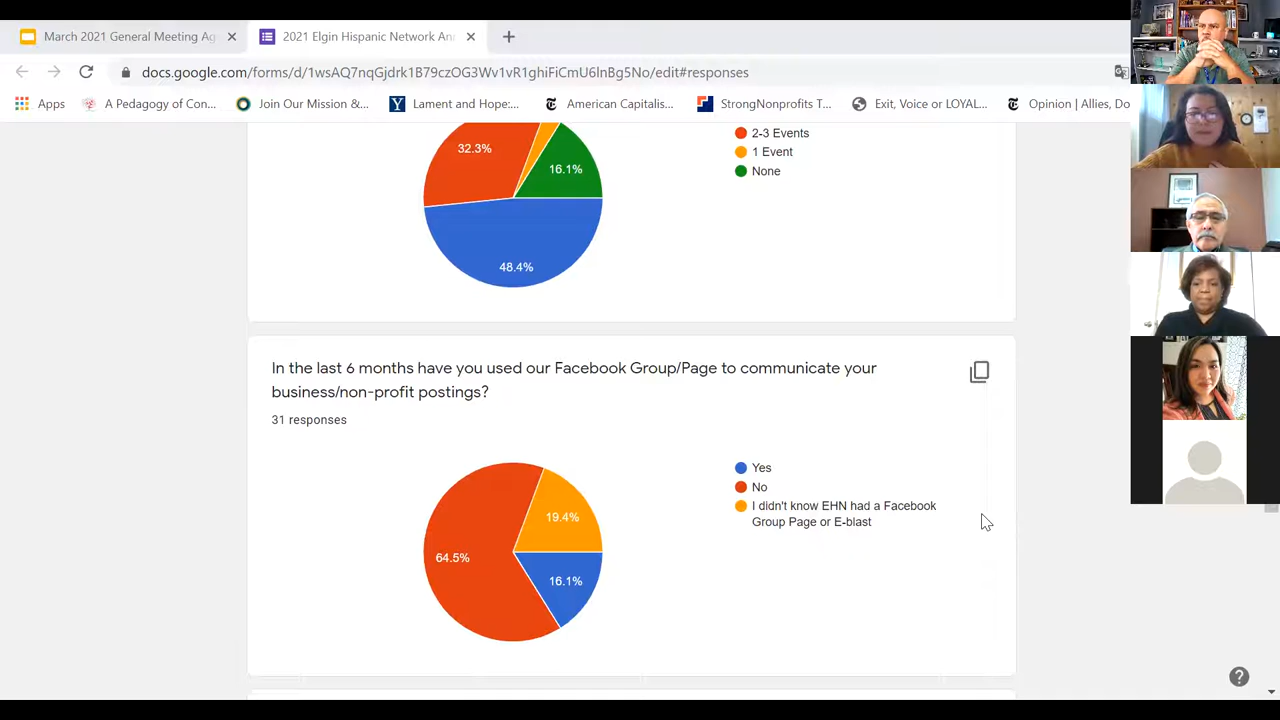 March 2021 General Meeting Ag
2021 Elgin Hispanic Network Ann
docs.google.com/forms/d/1wsAQ7nqGjdrk1B79czOG3Wv1vR1ghiFiCmU6lnBg5No/edit#responses
Apps
A Pedagogy of Con...
Join Our Mission &...
Lament and Hope:...
American Capitalis...
StrongNonprofits T...
Exit, Voice or LOYAL...
Opinion | Allies, Do
2-3 Events
1 Event
None
32.3%
16.1%
48.4%
In the last 6 months have you used our Facebook Group/Page to communicate your
business/non-profit postings?
31 responses
Yes
No
I didn't know EHN had a Facebook
Group Page or E-blast
19.4%
64.5%
16.1%